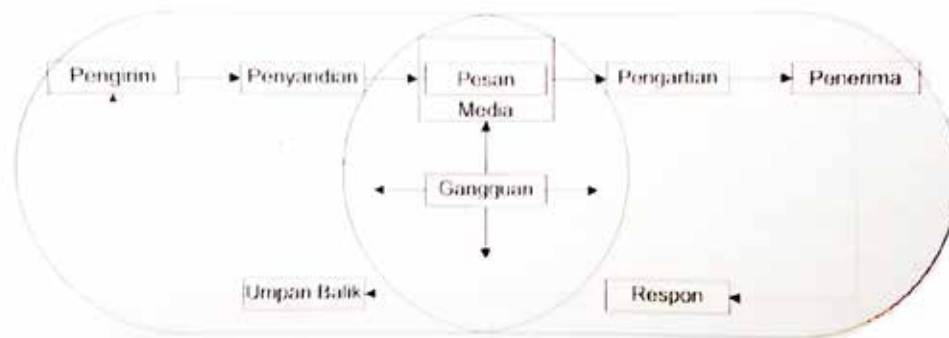 Pengirim
Penyandian
Pesan
Media
Pengartian
Penerima
Gangguan
Umpan Balik
Respon